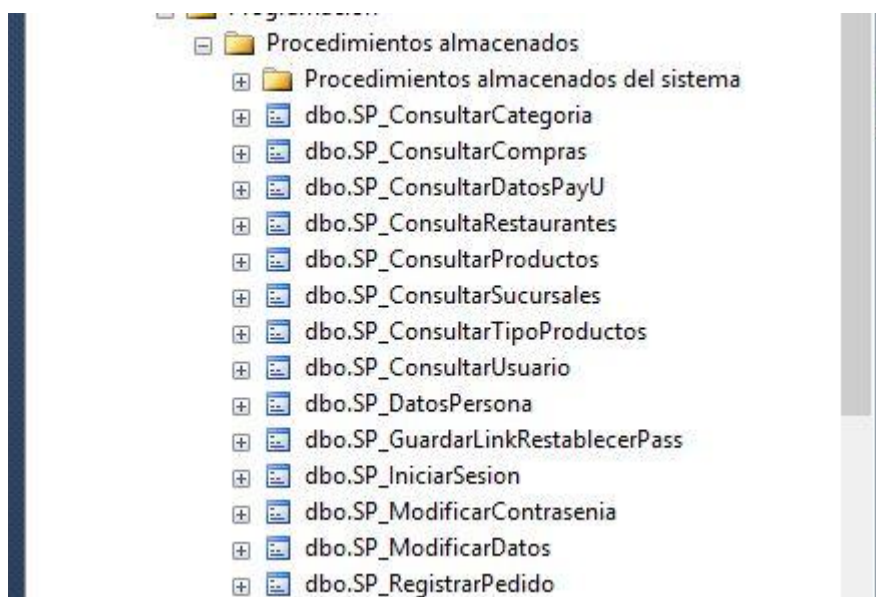 Programación
Procedimientos almacenados
Procedimientos almacenados del sistema
dbo.SP_ConsultarCategoria
dbo.SP_ConsultarCompras
dbo.SP_ConsultarDatosPayU
dbo.SP_ConsultaRestaurantes
dbo.SP_ConsultarProductos
dbo.SP_ConsultarSucursales
dbo.SP_ConsultarTipoProductos
dbo.SP_ConsultarUsuario
dbo.SP_DatosPersona
dbo.SP_GuardarLinkRestablecerPass
dbo.SP_IniciarSesion
dbo.SP_ModificarContrasenia
dbo.SP_ModificarDatos
dbo.SP_RegistrarPedido